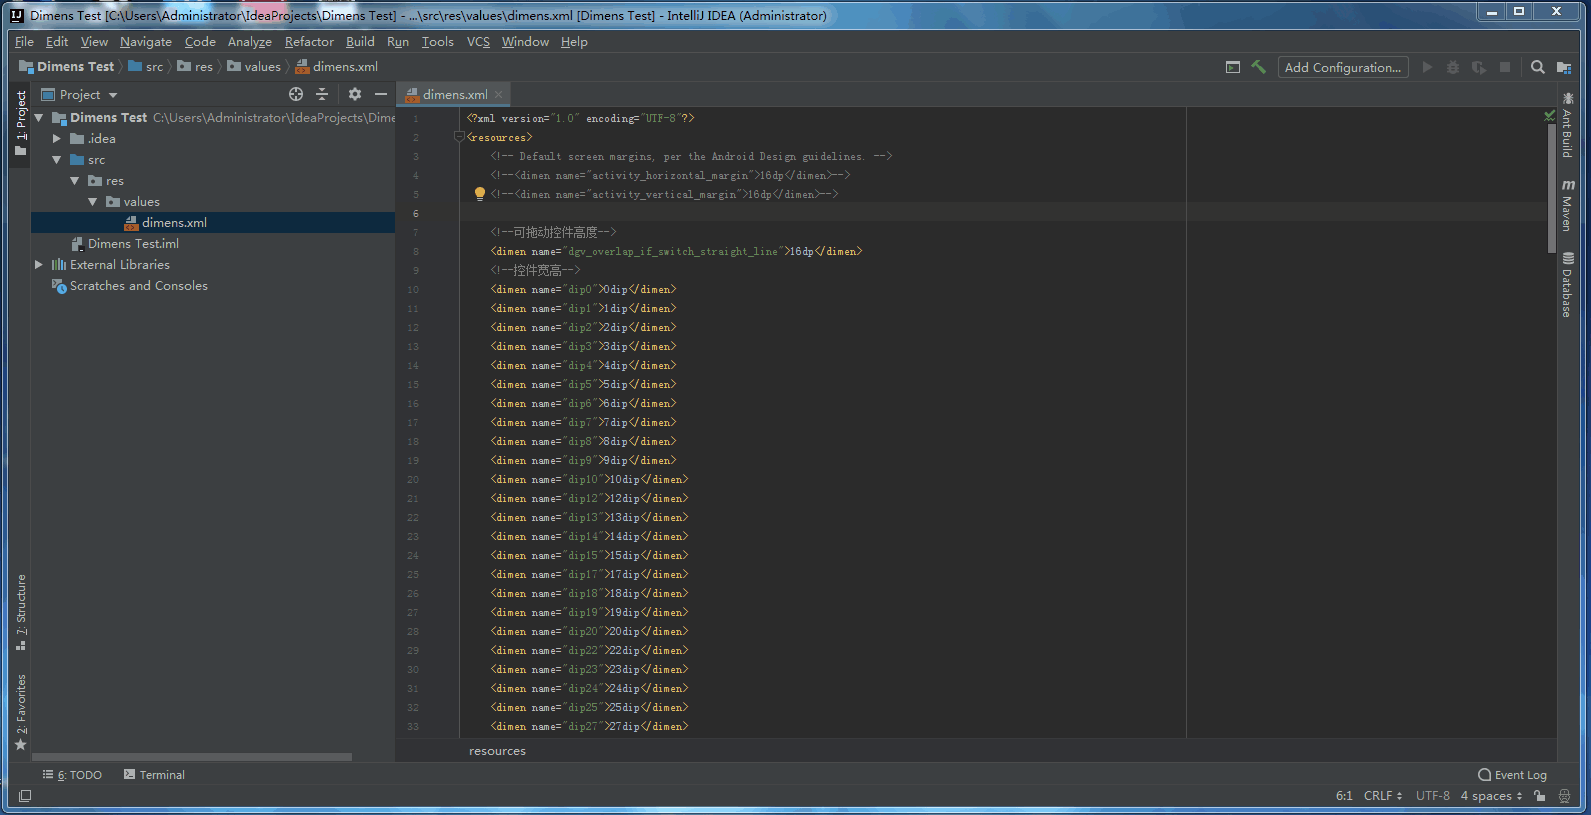 Dimens Test [C:\Users\Administrator\IdeaProjects\Dimens Test] - ...\src\res\values\dimens.xml [Dimens Test] - IntelliJ IDEA (Administrator)
File Edit View Navigate Code Analyze Refactor Build Run Tools VCS Window Help
Dimens Test src res values dimens.xml Add Configuration...
Project dimens.xml
1: Project
7: Structure
2: Favorites
Dimens Test C:\Users\Administrator\IdeaProjects\Dime
.idea
src
res
values
dimens.xml
Dimens Test.iml
External Libraries
Scratches and Consoles
1 <?xml version="1.0" encoding="UTF-8"?>
2 <resources>
3 <!-- Default screen margins, per the Android Design guidelines. -->
4 <!--<dimen name="activity_horizontal_margin">16dp</dimen>-->
5 <!--<dimen name="activity_vertical_margin">16dp</dimen>-->
6
7 <!--可拖动控件高度-->
8 <dimen name="dgv_overlap_if_switch_straight_line">16dp</dimen>
9 <!--控件宽高-->
10 <dimen name="dip0">0dip</dimen>
11 <dimen name="dip1">1dip</dimen>
12 <dimen name="dip2">2dip</dimen>
13 <dimen name="dip3">3dip</dimen>
14 <dimen name="dip4">4dip</dimen>
15 <dimen name="dip5">5dip</dimen>
16 <dimen name="dip6">6dip</dimen>
17 <dimen name="dip7">7dip</dimen>
18 <dimen name="dip8">8dip</dimen>
19 <dimen name="dip9">9dip</dimen>
20 <dimen name="dip10">10dip</dimen>
21 <dimen name="dip12">12dip</dimen>
22 <dimen name="dip13">13dip</dimen>
23 <dimen name="dip14">14dip</dimen>
24 <dimen name="dip15">15dip</dimen>
25 <dimen name="dip17">17dip</dimen>
26 <dimen name="dip18">18dip</dimen>
27 <dimen name="dip19">19dip</dimen>
28 <dimen name="dip20">20dip</dimen>
29 <dimen name="dip22">22dip</dimen>
30 <dimen name="dip23">23dip</dimen>
31 <dimen name="dip24">24dip</dimen>
32 <dimen name="dip25">25dip</dimen>
33 <dimen name="dip27">27dip</dimen>
resources
Ant Build
Maven
Database
6: TODO Terminal Event Log
6:1 CRLF UTF-8 4 spaces